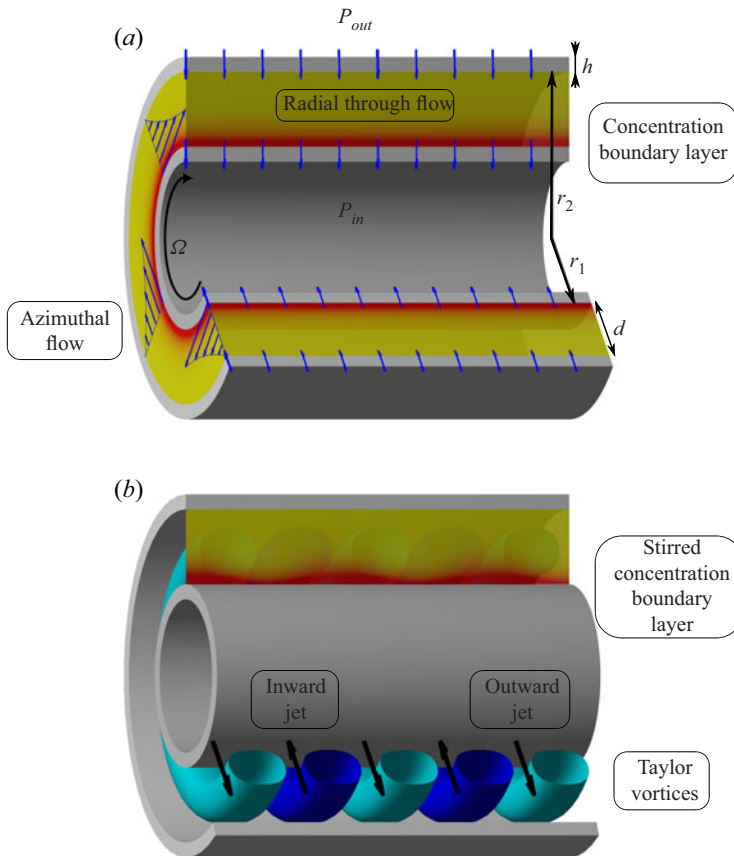 (a)
P_out
h
Radial through flow
Concentration
boundary layer
r_2
P_in
Ω
r_1
Azimuthal
flow
d
(b)
Stirred
concentration
boundary
layer
Inward
jet
Outward
jet
Taylor
vortices